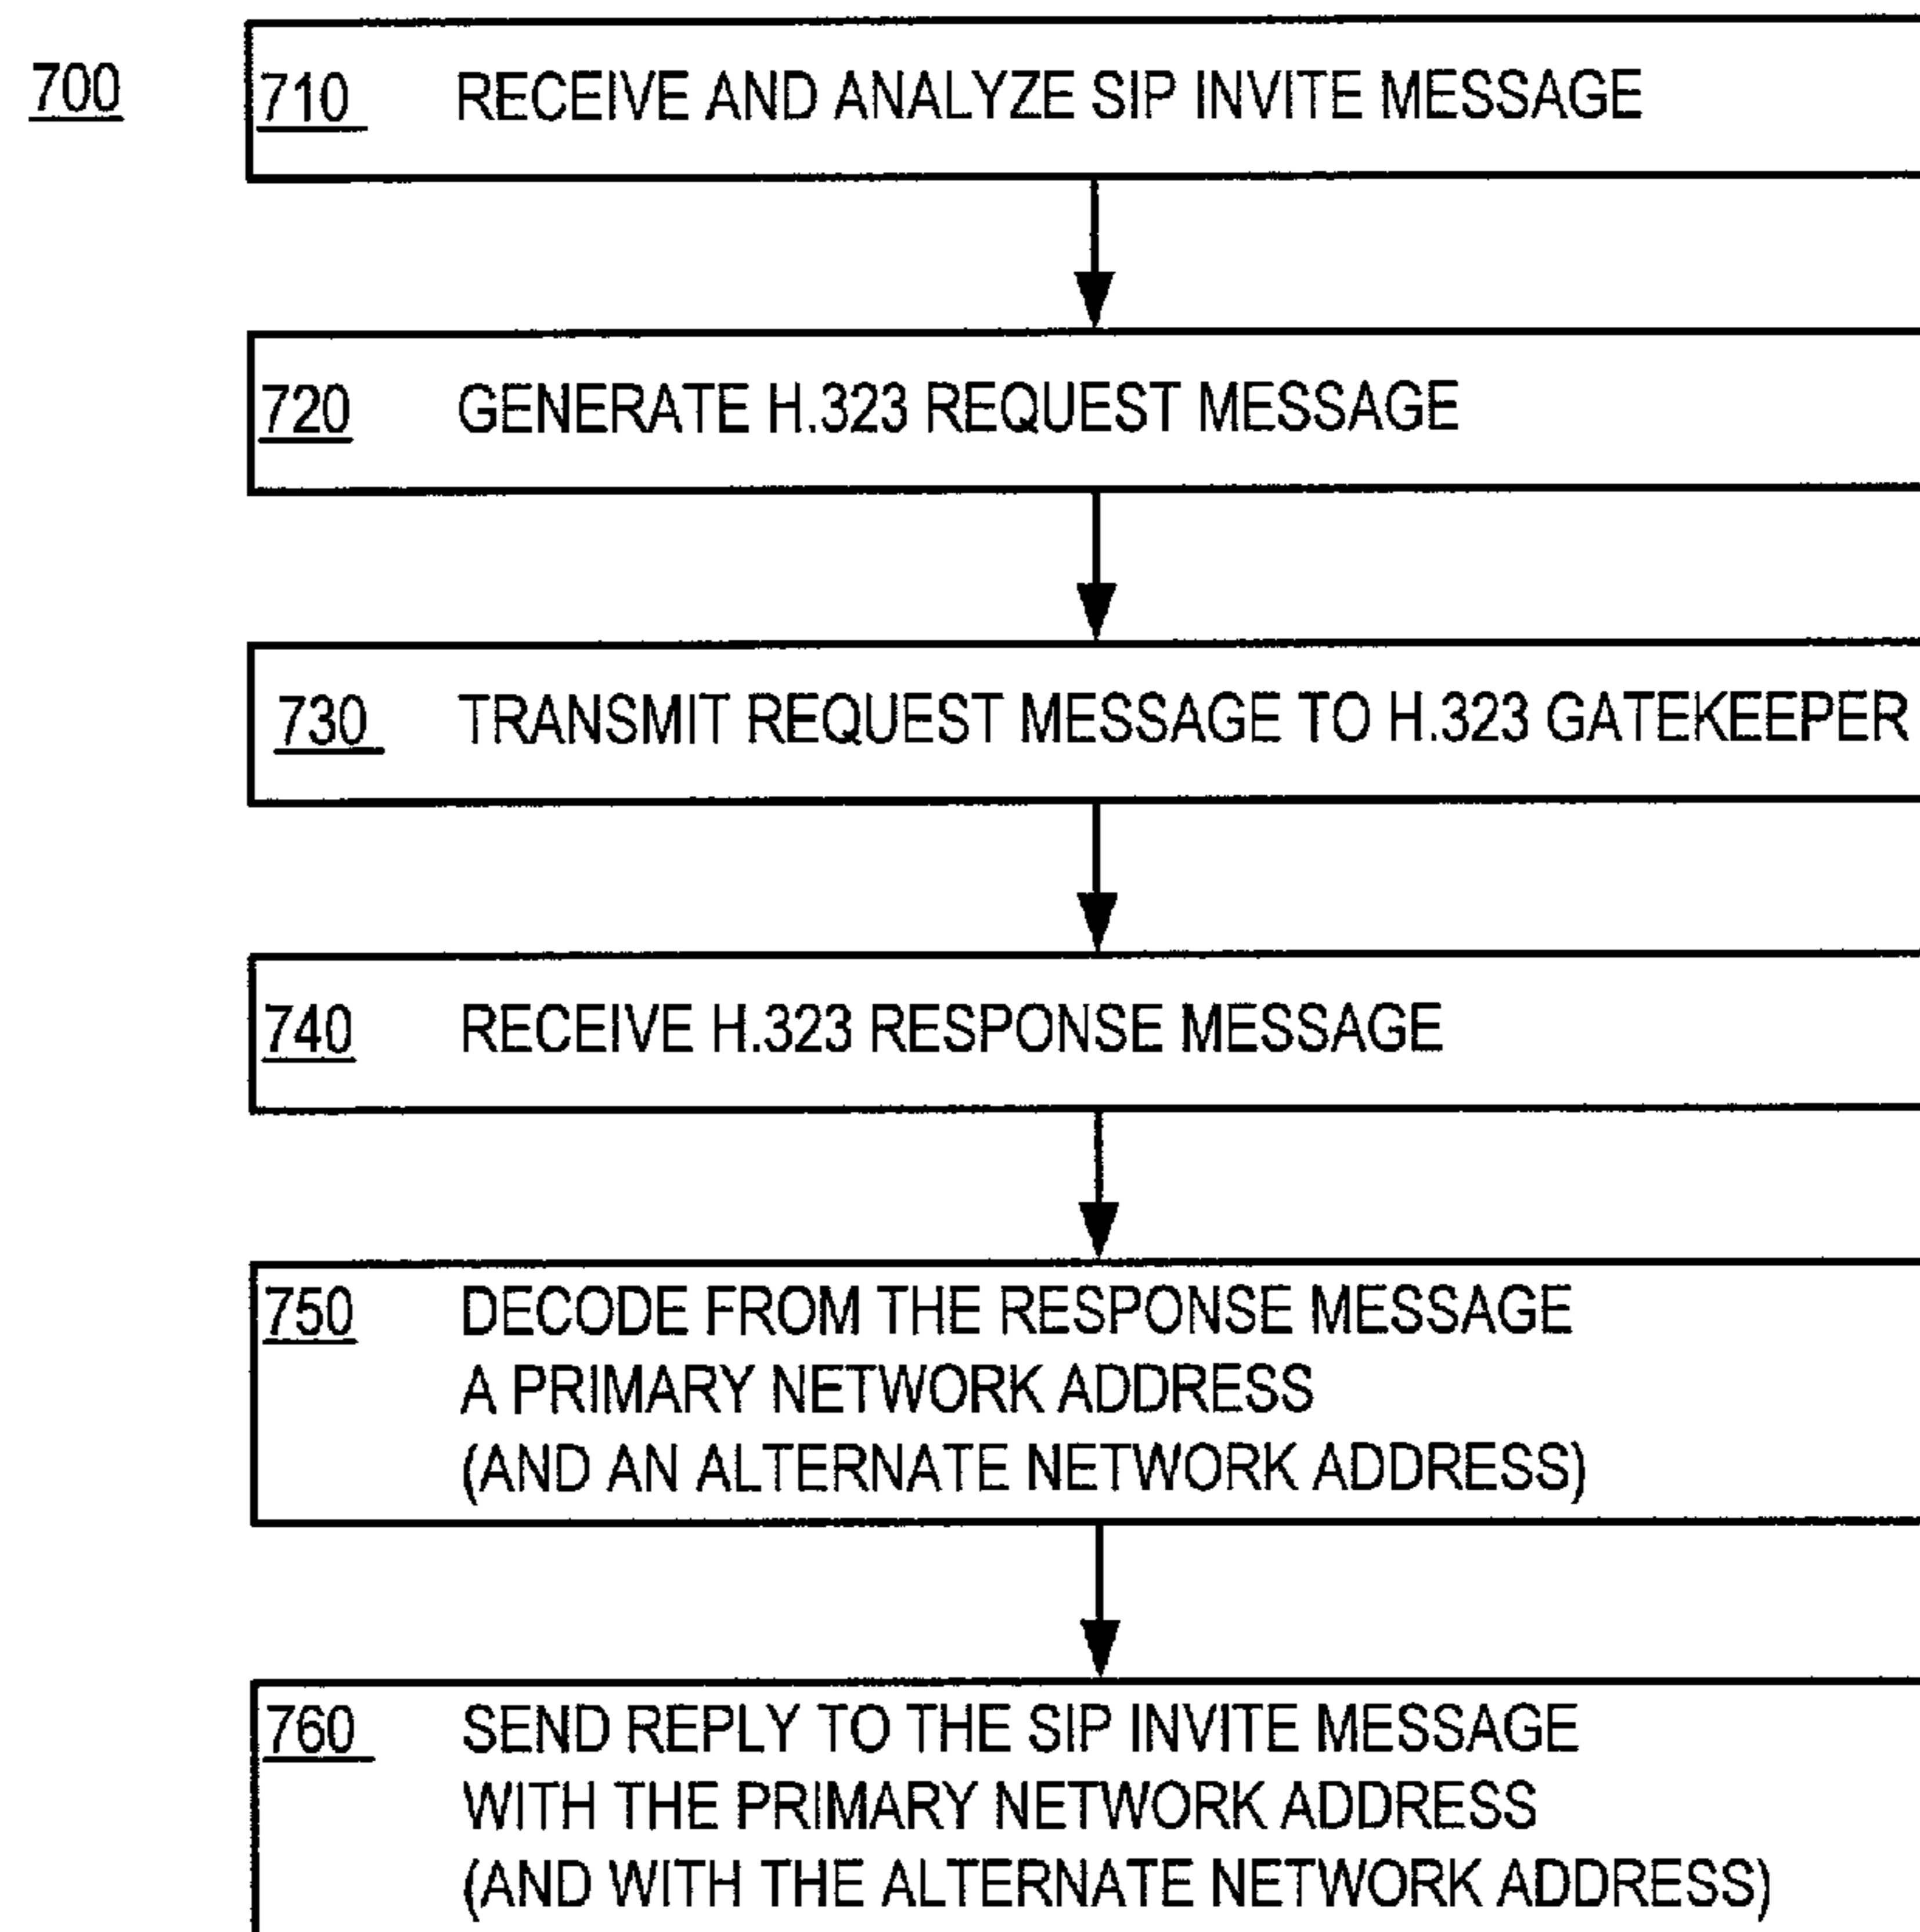 700
710 RECEIVE AND ANALYZE SIP INVITE MESSAGE
720 GENERATE H.323 REQUEST MESSAGE
730 TRANSMIT REQUEST MESSAGE TO H.323 GATEKEEPER
740 RECEIVE H.323 RESPONSE MESSAGE
750 DECODE FROM THE RESPONSE MESSAGE
A PRIMARY NETWORK ADDRESS
(AND AN ALTERNATE NETWORK ADDRESS)
760 SEND REPLY TO THE SIP INVITE MESSAGE
WITH THE PRIMARY NETWORK ADDRESS
(AND WITH THE ALTERNATE NETWORK ADDRESS)